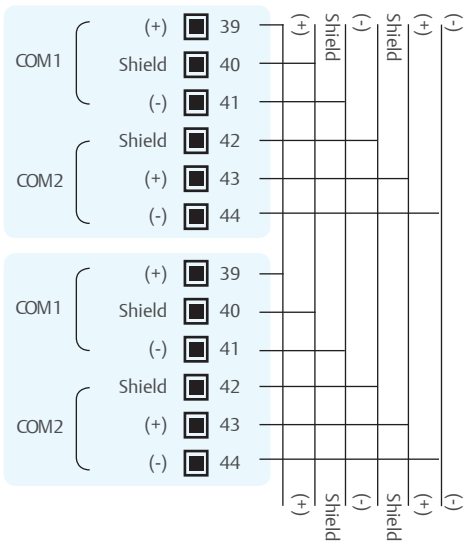 (+) 39 (+) Shield (-) Shield (+) (-)
COM1 Shield 40
(-) 41
Shield 42
COM2 (+) 43
(-) 44
(+) 39
COM1 Shield 40
(-) 41
Shield 42
COM2 (+) 43
(-) 44
(+) Shield (-) Shield (+) (-)